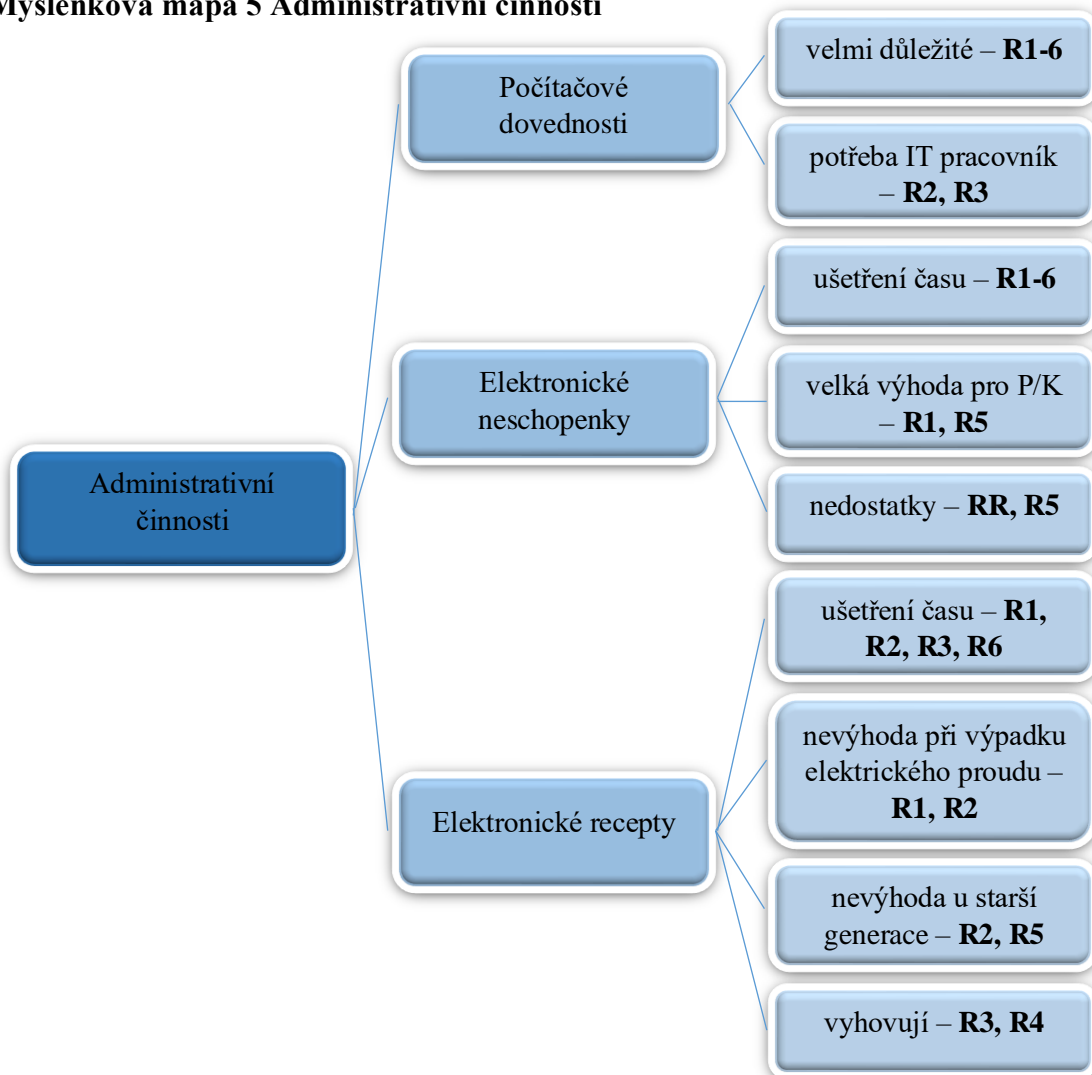 Myšlenková mapa 5 Administrativní činnosti
Počítačové
dovednosti
velmi důležité – R1-6
potřeba IT pracovník
– R2, R3
Elektronické
neschopenky
ušetření času – R1-6
velká výhoda pro P/K
– R1, R5
nedostatky – RR, R5
Administrativní
činnosti
Elektronické recepty
ušetření času – R1,
R2, R3, R6
nevýhoda při výpadku
elektrického proudu –
R1, R2
nevýhoda u starší
generace – R2, R5
vyhovují – R3, R4